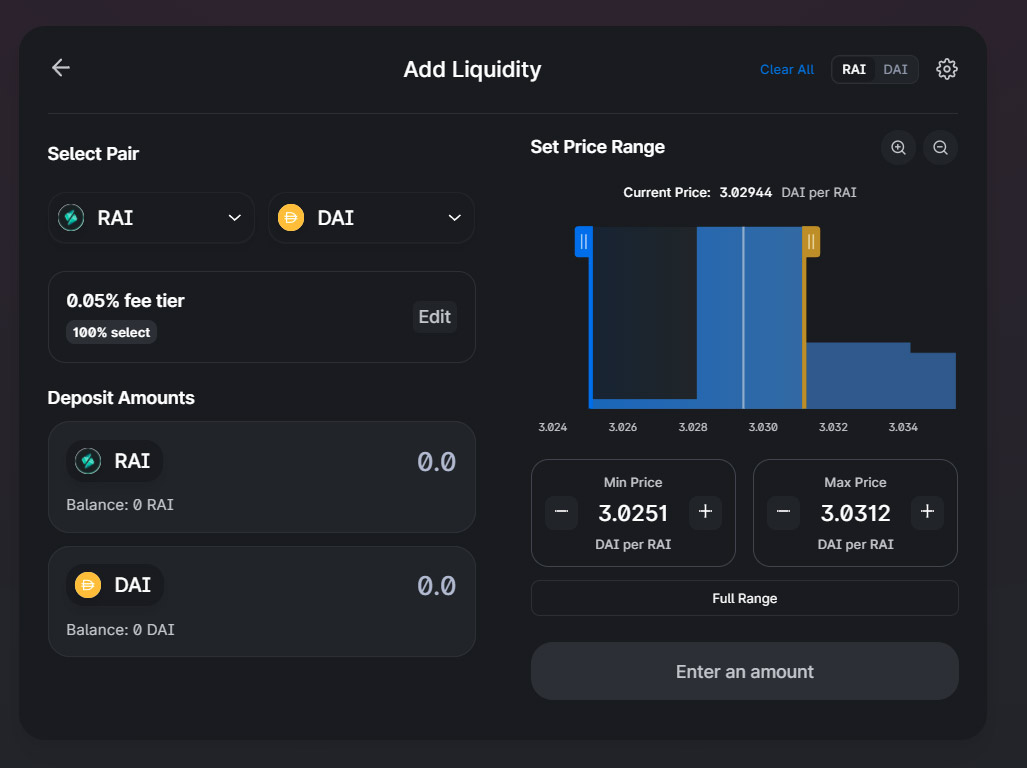 Add Liquidity
Clear All
RAI DAI
Select Pair
RAI
DAI
0.05% fee tier
100% select
Edit
Deposit Amounts
RAI
0.0
Balance: 0 RAI
DAI
0.0
Balance: 0 DAI
Set Price Range
Current Price: 3.02944 DAI per RAI
3.024 3.026 3.028 3.030 3.032 3.034
Min Price
− 3.0251 +
DAI per RAI
Max Price
− 3.0312 +
DAI per RAI
Full Range
Enter an amount